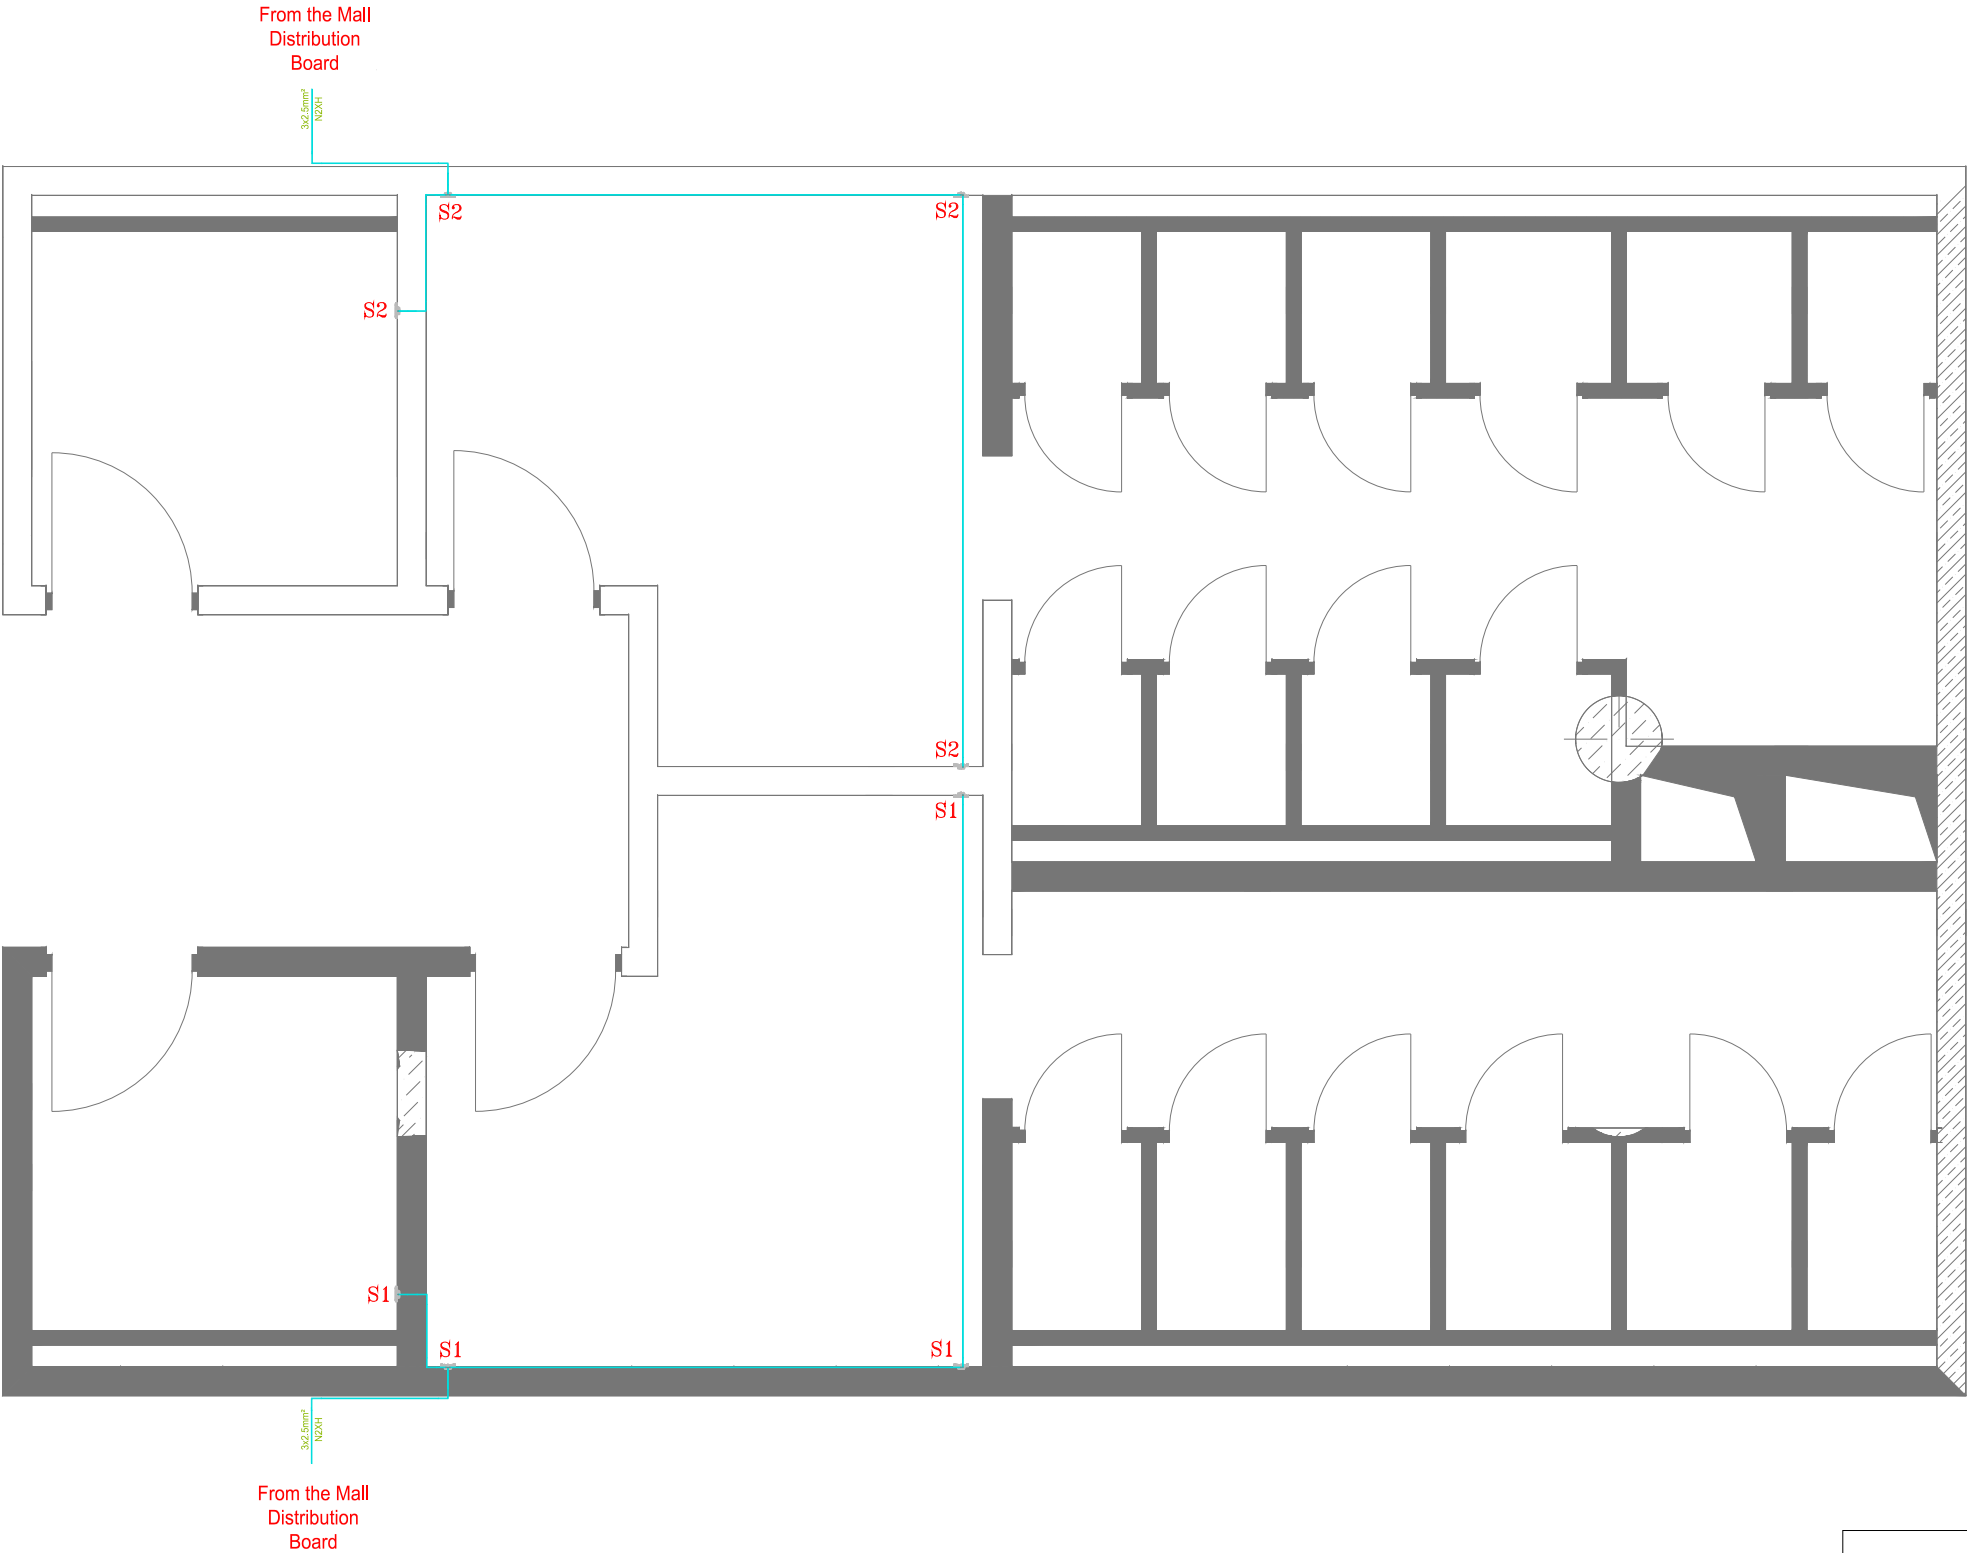 From the Mall
Distribution
Board
3x2.5mm²
N2XH
S2
S2
S2
S2
S1
S1
S1
S1
3x2.5mm²
N2XH
From the Mall
Distribution
Board